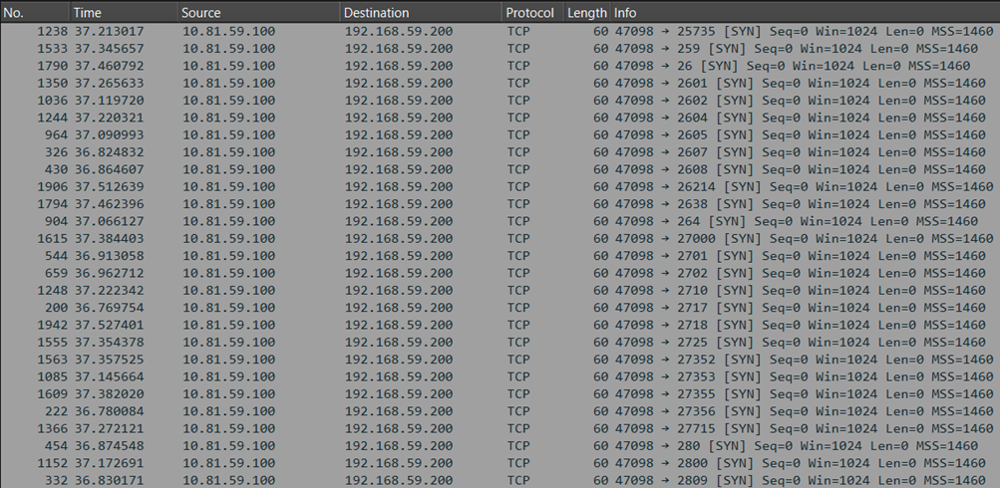 No. Time Source Destination Protocol Length Info
1238 37.213017 10.81.59.100 192.168.59.200 TCP 60 47098 → 25735 [SYN] Seq=0 Win=1024 Len=0 MSS=1460
1533 37.345657 10.81.59.100 192.168.59.200 TCP 60 47098 → 259 [SYN] Seq=0 Win=1024 Len=0 MSS=1460
1790 37.460792 10.81.59.100 192.168.59.200 TCP 60 47098 → 26 [SYN] Seq=0 Win=1024 Len=0 MSS=1460
1350 37.265633 10.81.59.100 192.168.59.200 TCP 60 47098 → 2601 [SYN] Seq=0 Win=1024 Len=0 MSS=1460
1036 37.119720 10.81.59.100 192.168.59.200 TCP 60 47098 → 2602 [SYN] Seq=0 Win=1024 Len=0 MSS=1460
1244 37.220321 10.81.59.100 192.168.59.200 TCP 60 47098 → 2604 [SYN] Seq=0 Win=1024 Len=0 MSS=1460
964 37.090993 10.81.59.100 192.168.59.200 TCP 60 47098 → 2605 [SYN] Seq=0 Win=1024 Len=0 MSS=1460
326 36.824832 10.81.59.100 192.168.59.200 TCP 60 47098 → 2607 [SYN] Seq=0 Win=1024 Len=0 MSS=1460
430 36.864607 10.81.59.100 192.168.59.200 TCP 60 47098 → 2608 [SYN] Seq=0 Win=1024 Len=0 MSS=1460
1906 37.512639 10.81.59.100 192.168.59.200 TCP 60 47098 → 26214 [SYN] Seq=0 Win=1024 Len=0 MSS=1460
1794 37.462396 10.81.59.100 192.168.59.200 TCP 60 47098 → 2638 [SYN] Seq=0 Win=1024 Len=0 MSS=1460
904 37.066127 10.81.59.100 192.168.59.200 TCP 60 47098 → 264 [SYN] Seq=0 Win=1024 Len=0 MSS=1460
1615 37.384403 10.81.59.100 192.168.59.200 TCP 60 47098 → 27000 [SYN] Seq=0 Win=1024 Len=0 MSS=1460
544 36.913058 10.81.59.100 192.168.59.200 TCP 60 47098 → 2701 [SYN] Seq=0 Win=1024 Len=0 MSS=1460
659 36.962712 10.81.59.100 192.168.59.200 TCP 60 47098 → 2702 [SYN] Seq=0 Win=1024 Len=0 MSS=1460
1248 37.222342 10.81.59.100 192.168.59.200 TCP 60 47098 → 2710 [SYN] Seq=0 Win=1024 Len=0 MSS=1460
200 36.769754 10.81.59.100 192.168.59.200 TCP 60 47098 → 2717 [SYN] Seq=0 Win=1024 Len=0 MSS=1460
1942 37.527401 10.81.59.100 192.168.59.200 TCP 60 47098 → 2718 [SYN] Seq=0 Win=1024 Len=0 MSS=1460
1555 37.354378 10.81.59.100 192.168.59.200 TCP 60 47098 → 2725 [SYN] Seq=0 Win=1024 Len=0 MSS=1460
1563 37.357525 10.81.59.100 192.168.59.200 TCP 60 47098 → 27352 [SYN] Seq=0 Win=1024 Len=0 MSS=1460
1085 37.145664 10.81.59.100 192.168.59.200 TCP 60 47098 → 27353 [SYN] Seq=0 Win=1024 Len=0 MSS=1460
1609 37.382020 10.81.59.100 192.168.59.200 TCP 60 47098 → 27355 [SYN] Seq=0 Win=1024 Len=0 MSS=1460
222 36.780084 10.81.59.100 192.168.59.200 TCP 60 47098 → 27356 [SYN] Seq=0 Win=1024 Len=0 MSS=1460
1366 37.272121 10.81.59.100 192.168.59.200 TCP 60 47098 → 27715 [SYN] Seq=0 Win=1024 Len=0 MSS=1460
454 36.874548 10.81.59.100 192.168.59.200 TCP 60 47098 → 280 [SYN] Seq=0 Win=1024 Len=0 MSS=1460
1152 37.172691 10.81.59.100 192.168.59.200 TCP 60 47098 → 2800 [SYN] Seq=0 Win=1024 Len=0 MSS=1460
332 36.830171 10.81.59.100 192.168.59.200 TCP 60 47098 → 2809 [SYN] Seq=0 Win=1024 Len=0 MSS=1460